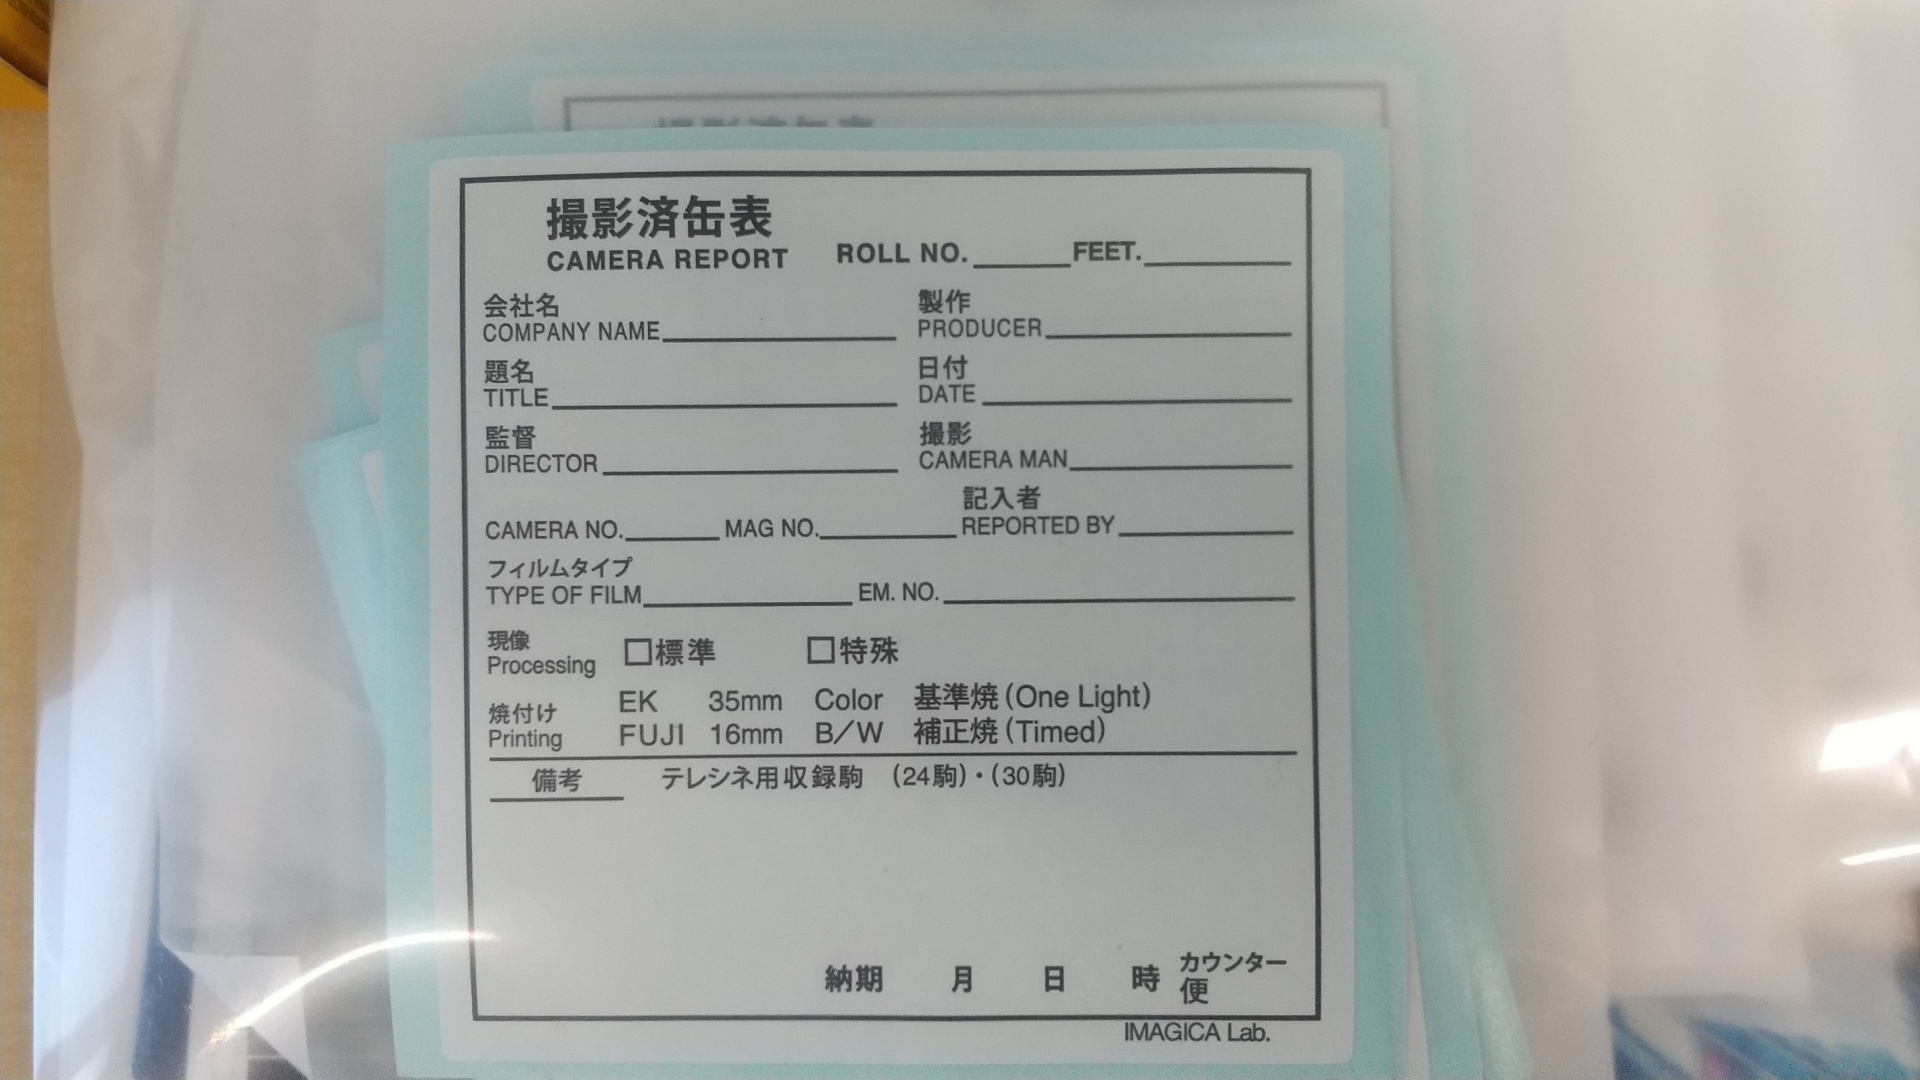 撮影済缶表
CAMERA REPORT ROLL NO. FEET.
会社名 製作
COMPANY NAME PRODUCER
題名 日付
TITLE DATE
監督 撮影
DIRECTOR CAMERA MAN
記入者
CAMERA NO. MAG NO. REPORTED BY
フィルムタイプ
TYPE OF FILM EM. NO.
現像 □標準 □特殊
Processing
EK 35mm Color 基準焼(One Light)
焼付け
Printing FUJI 16mm B/W 補正焼(Timed)
備考 テレシネ用収録駒 (24駒)・(30駒)
納期 月 日 時 カウンター
便
IMAGICA Lab.